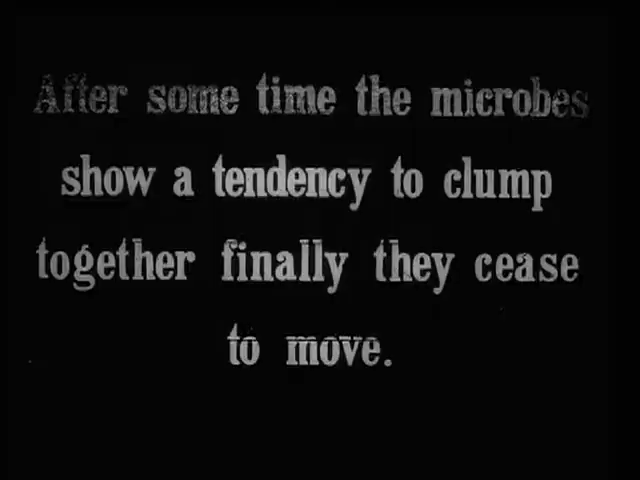 After some time the microbes
show a tendency to clump
together finally they cease
to move.